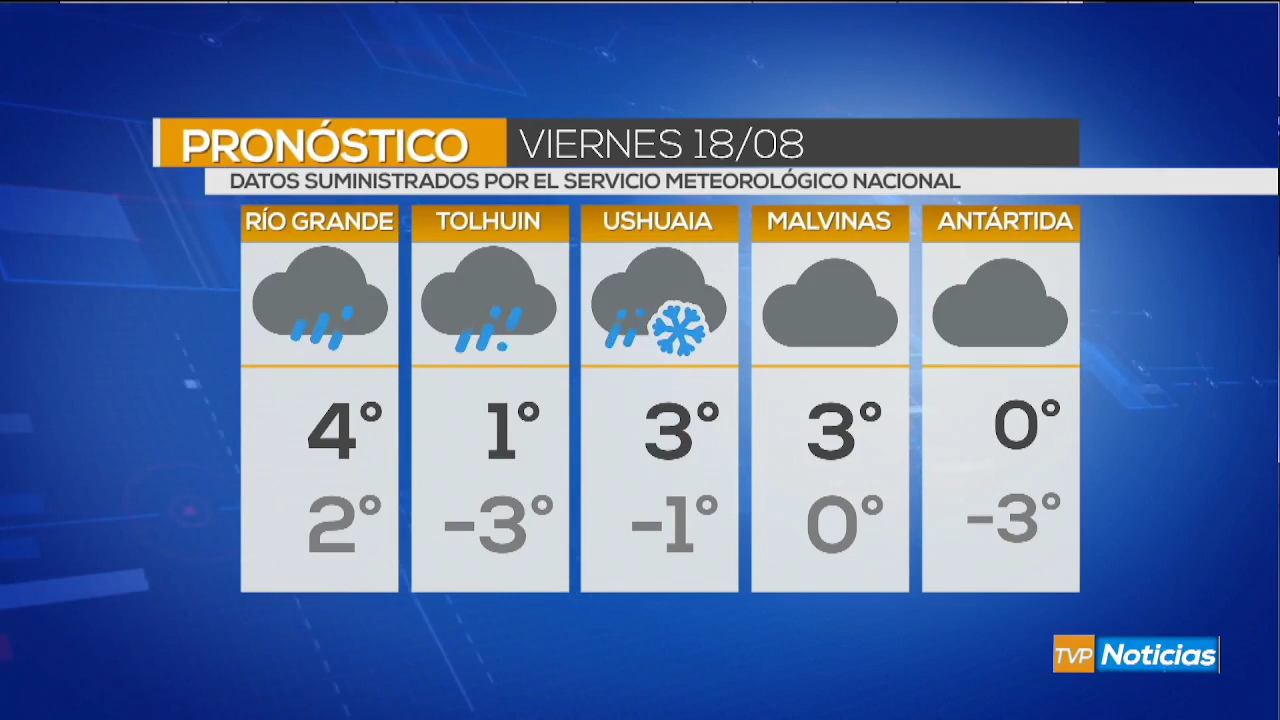 PRONÓSTICO VIERNES 18/08
DATOS SUMINISTRADOS POR EL SERVICIO METEOROLÓGICO NACIONAL
RÍO GRANDE TOLHUIN USHUAIA MALVINAS ANTÁRTIDA
4° 1° 3° 3° 0°
2° -3° -1° 0° -3°
TVP Noticias